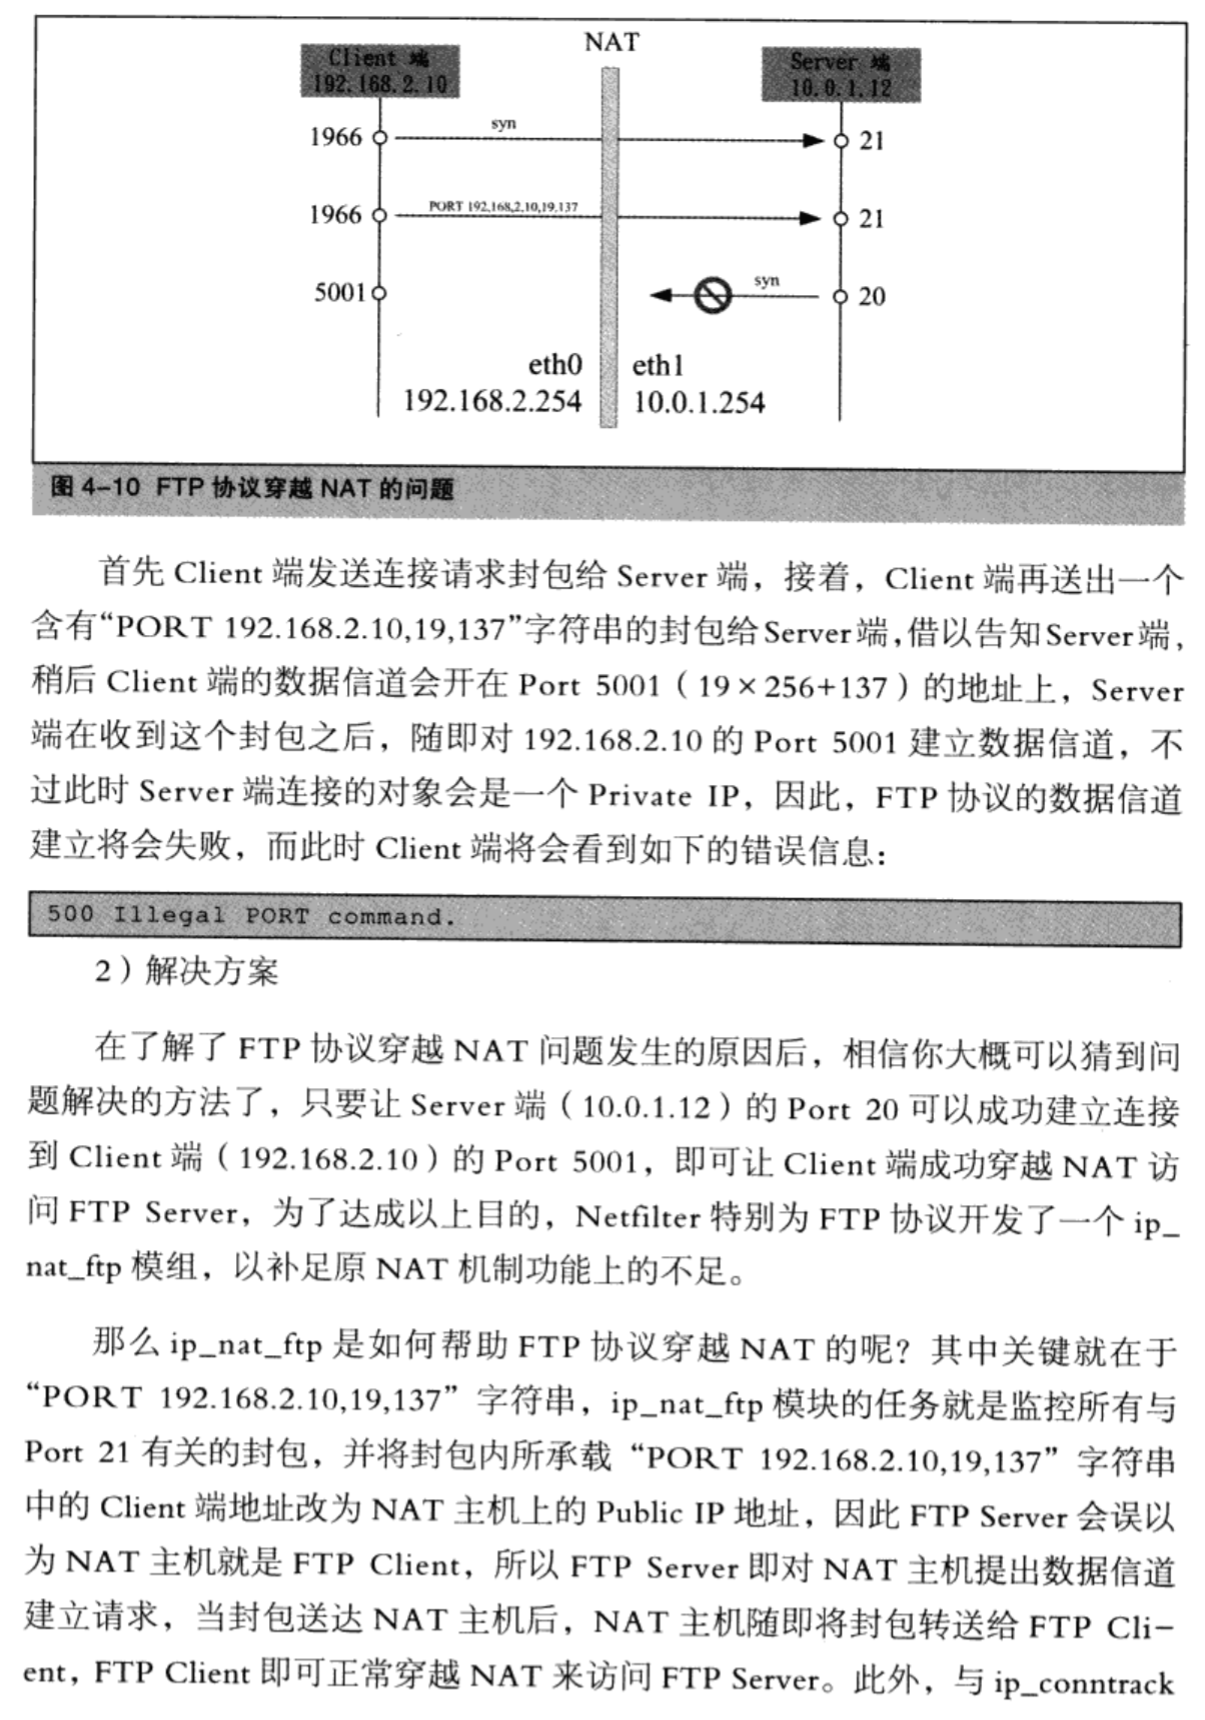 NAT
Client 端
192.168.2.10
Server 端
10.0.1.12
1966
syn
21
1966
PORT 192,168,2,10,19,137
21
5001
syn
20
eth0
eth1
192.168.2.254
10.0.1.254
图 4-10 FTP 协议穿越 NAT 的问题
首先 Client 端发送连接请求封包给 Server 端，接着，Client 端再送出一个
含有“PORT 192.168.2.10,19,137”字符串的封包给Server端,借以告知Server端,
稍后 Client 端的数据信道会开在 Port 5001（19×256+137）的地址上，Server
端在收到这个封包之后，随即对 192.168.2.10 的 Port 5001 建立数据信道，不
过此时 Server 端连接的对象会是一个 Private IP，因此，FTP 协议的数据信道
建立将会失败，而此时 Client 端将会看到如下的错误信息：
500 Illegal PORT command.
2）解决方案
在了解了 FTP 协议穿越 NAT 问题发生的原因后，相信你大概可以猜到问
题解决的方法了，只要让 Server 端（10.0.1.12）的 Port 20 可以成功建立连接
到 Client 端（192.168.2.10）的 Port 5001，即可让 Client 端成功穿越 NAT 访
问 FTP Server，为了达成以上目的，Netfilter 特别为 FTP 协议开发了一个 ip_
nat_ftp 模组，以补足原 NAT 机制功能上的不足。
那么 ip_nat_ftp 是如何帮助 FTP 协议穿越 NAT 的呢？其中关键就在于
“PORT 192.168.2.10,19,137”字符串，ip_nat_ftp 模块的任务就是监控所有与
Port 21 有关的封包，并将封包内所承载“PORT 192.168.2.10,19,137”字符串
中的 Client 端地址改为 NAT 主机上的 Public IP 地址，因此 FTP Server 会误以
为 NAT 主机就是 FTP Client，所以 FTP Server 即对 NAT 主机提出数据信道
建立请求，当封包送达 NAT 主机后，NAT 主机随即将封包转送给 FTP Cli-
ent，FTP Client 即可正常穿越 NAT 来访问 FTP Server。此外，与 ip_conntrack